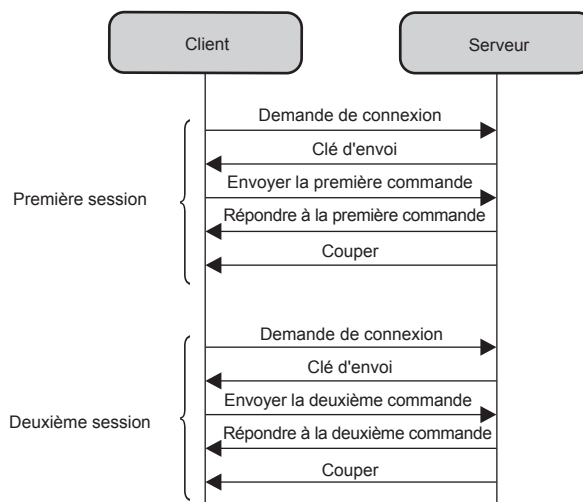 Client
Serveur
Demande de connexion
Clé d'envoi
Envoyer la première commande
Première session
Répondre à la première commande
Couper
Demande de connexion
Clé d'envoi
Envoyer la deuxième commande
Deuxième session
Répondre à la deuxième commande
Couper